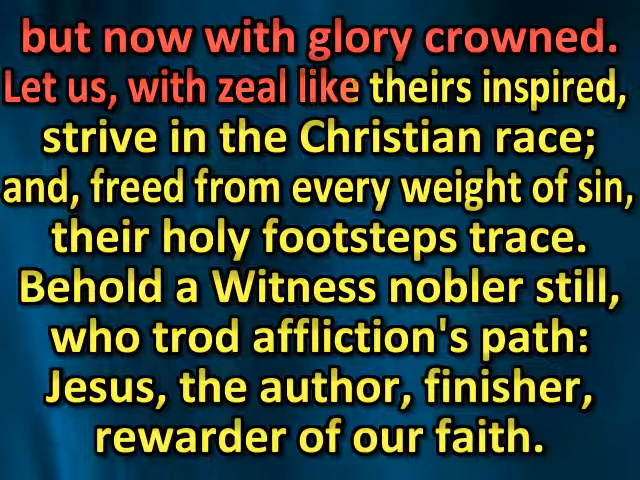 but now with glory crowned.
Let us, with zeal like theirs inspired,
strive in the Christian race;
and, freed from every weight of sin,
their holy footsteps trace.
Behold a Witness nobler still,
who trod affliction's path:
Jesus, the author, finisher,
rewarder of our faith.